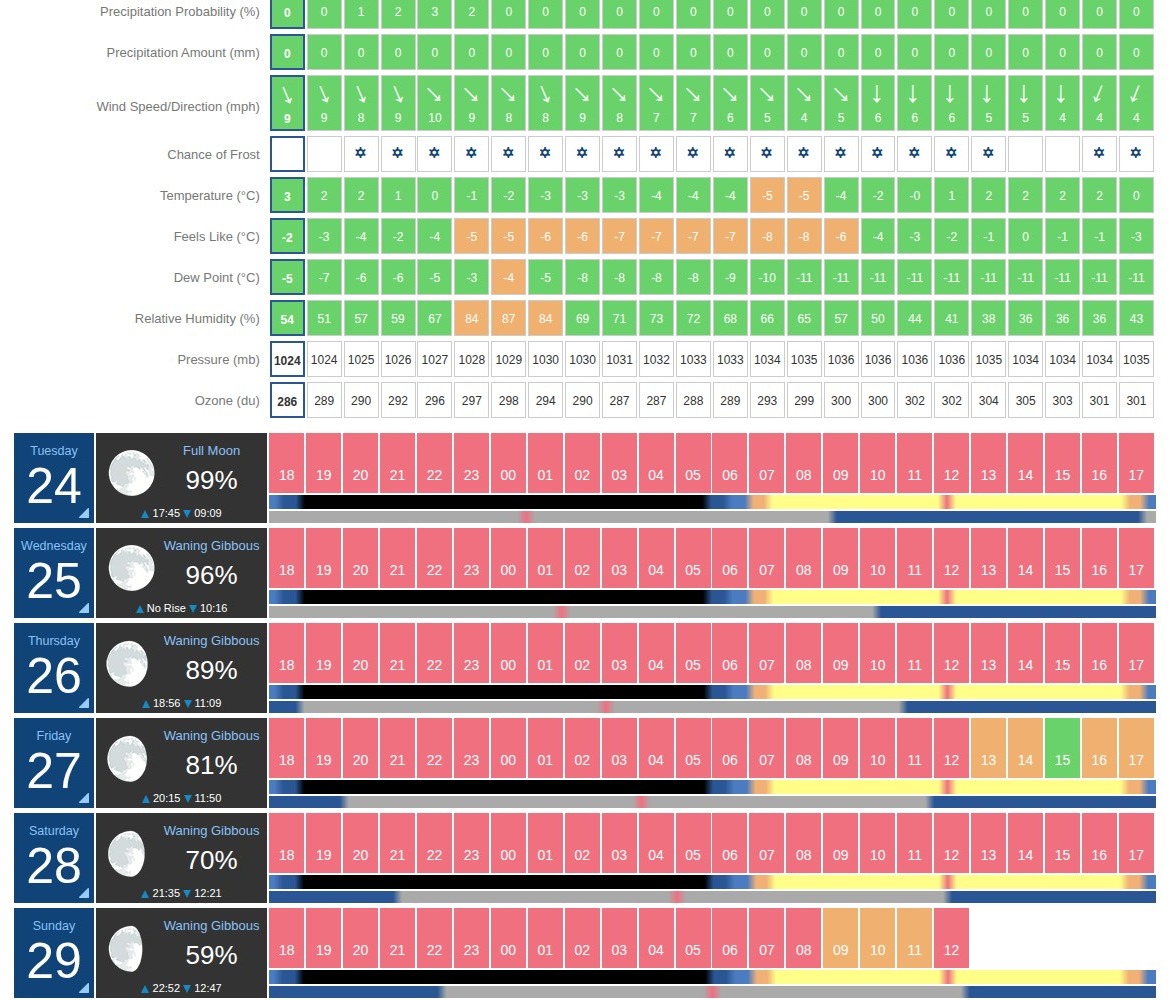 Precipitation Probability (%) 0 0 1 2 3 2 0 0 0 0 0 0 0 0 0 0 0 0 0 0 0 0 0 0
Precipitation Amount (mm) 0 0 0 0 0 0 0 0 0 0 0 0 0 0 0 0 0 0 0 0 0 0 0 0
Wind Speed/Direction (mph) 9 9 8 9 10 9 8 8 9 8 7 7 6 5 4 5 6 6 6 5 5 4 4 4
Chance of Frost
Temperature (°C) 3 2 2 1 0 -1 -2 -3 -3 -3 -4 -4 -4 -5 -5 -4 -2 -0 1 2 2 2 2 0
Feels Like (°C) -2 -3 -4 -2 -4 -5 -5 -6 -6 -7 -7 -7 -7 -8 -8 -6 -4 -3 -2 -1 0 -1 -1 -3
Dew Point (°C) -5 -7 -6 -6 -5 -3 -4 -5 -8 -8 -8 -8 -9 -10 -11 -11 -11 -11 -11 -11 -11 -11 -11 -11
Relative Humidity (%) 54 51 57 59 67 84 87 84 69 71 73 72 68 66 65 57 50 44 41 38 36 36 36 43
Pressure (mb) 1024 1024 1025 1026 1027 1028 1029 1030 1030 1031 1032 1033 1033 1034 1035 1036 1036 1036 1036 1035 1034 1034 1034 1035
Ozone (du) 286 289 290 292 296 297 298 294 290 287 287 288 289 293 299 300 300 302 302 304 305 303 301 301
Tuesday Full Moon
24 99% 18 19 20 21 22 23 00 01 02 03 04 05 06 07 08 09 10 11 12 13 14 15 16 17
▲ 17:45 ▼ 09:09
Wednesday Waning Gibbous
25 96% 18 19 20 21 22 23 00 01 02 03 04 05 06 07 08 09 10 11 12 13 14 15 16 17
▲ No Rise ▼ 10:16
Thursday Waning Gibbous
26 89% 18 19 20 21 22 23 00 01 02 03 04 05 06 07 08 09 10 11 12 13 14 15 16 17
▲ 18:56 ▼ 11:09
Friday Waning Gibbous
27 81% 18 19 20 21 22 23 00 01 02 03 04 05 06 07 08 09 10 11 12 13 14 15 16 17
▲ 20:15 ▼ 11:50
Saturday Waning Gibbous
28 70% 18 19 20 21 22 23 00 01 02 03 04 05 06 07 08 09 10 11 12 13 14 15 16 17
▲ 21:35 ▼ 12:21
Sunday Waning Gibbous
29 59% 18 19 20 21 22 23 00 01 02 03 04 05 06 07 08 09 10 11 12
▲ 22:52 ▼ 12:47